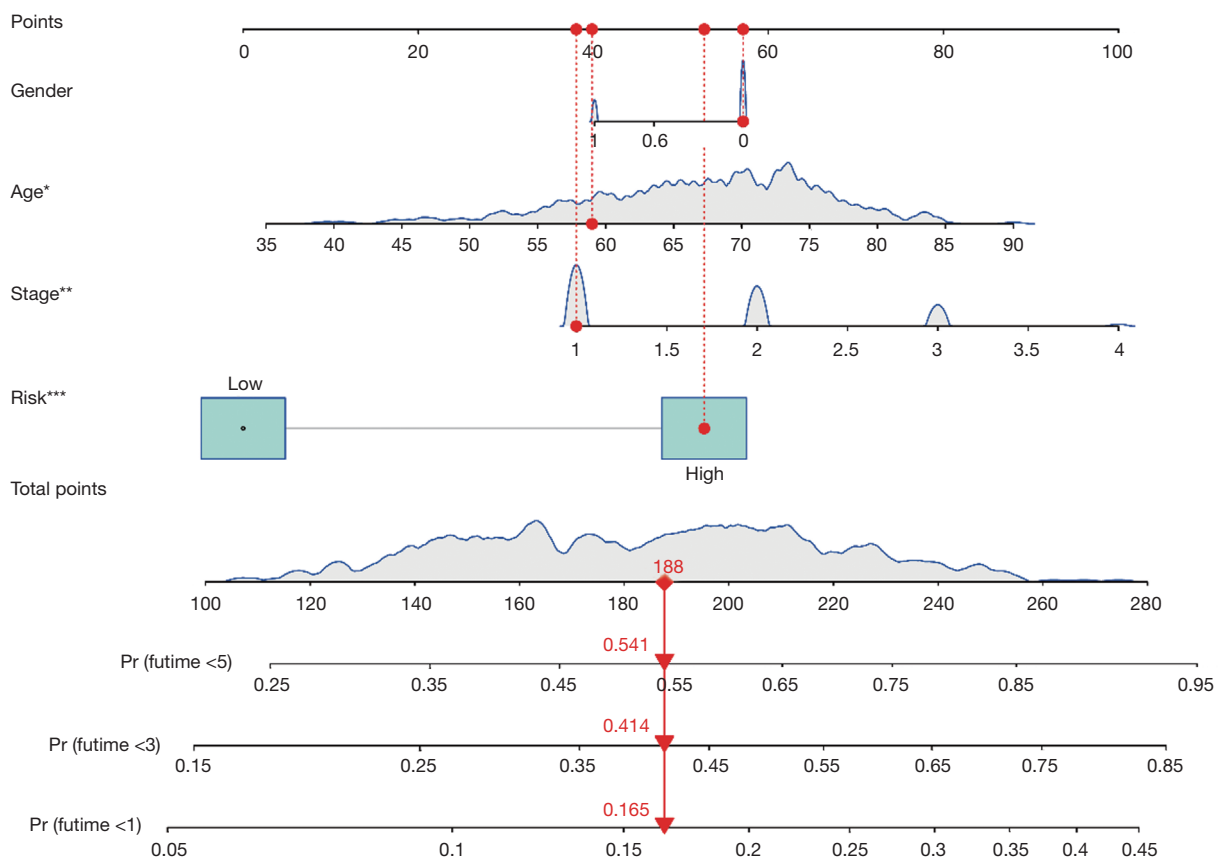 Points
0 20 40 60 80 100
Gender
1 0.6 0
Age*
35 40 45 50 55 60 65 70 75 80 85 90
Stage**
1 1.5 2 2.5 3 3.5 4
Low
Risk***
High
Total points
188
100 120 140 160 180 200 220 240 260 280
0.541
Pr (futime <5)
0.25 0.35 0.45 0.55 0.65 0.75 0.85 0.95
0.414
Pr (futime <3)
0.15 0.25 0.35 0.45 0.55 0.65 0.75 0.85
0.165
Pr (futime <1)
0.05 0.1 0.15 0.2 0.25 0.3 0.35 0.4 0.45